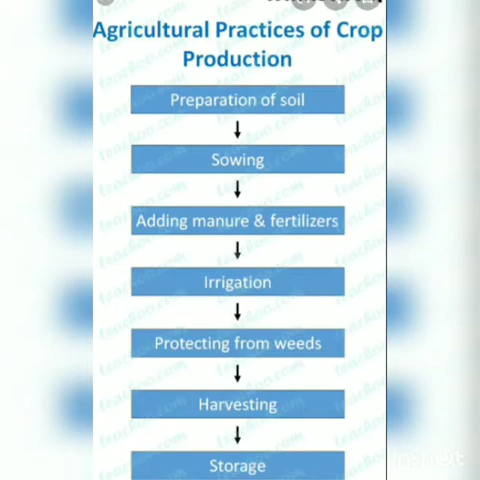 Agricultural Practices of Crop
Production
Preparation of soil
Sowing
Adding manure & fertilizers
Irrigation
Protecting from weeds
Harvesting
Storage